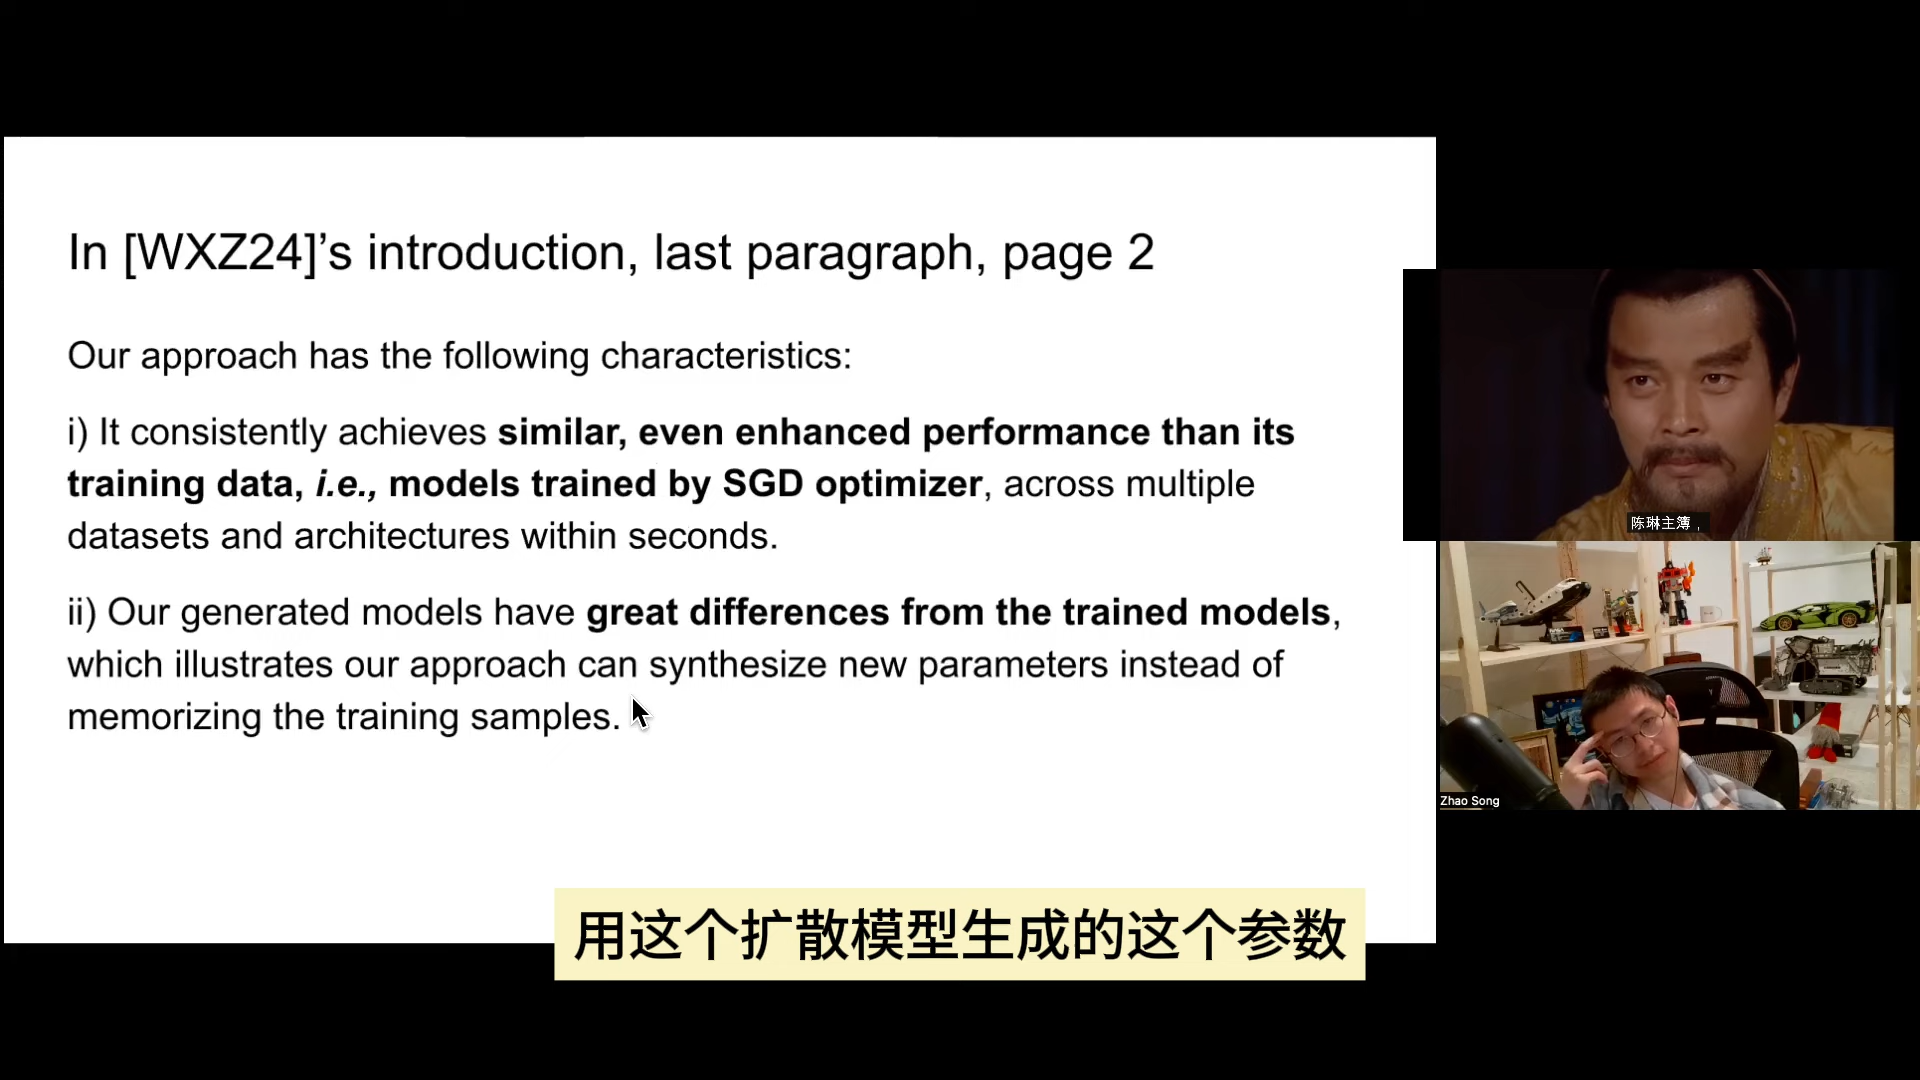 In [WXZ24]’s introduction, last paragraph, page 2
Our approach has the following characteristics:
i) It consistently achieves similar, even enhanced performance than its
training data, i.e., models trained by SGD optimizer, across multiple
datasets and architectures within seconds.
ii) Our generated models have great differences from the trained models,
which illustrates our approach can synthesize new parameters instead of
memorizing the training samples.
陈琳主簿，
Zhao Song
用这个扩散模型生成的这个参数